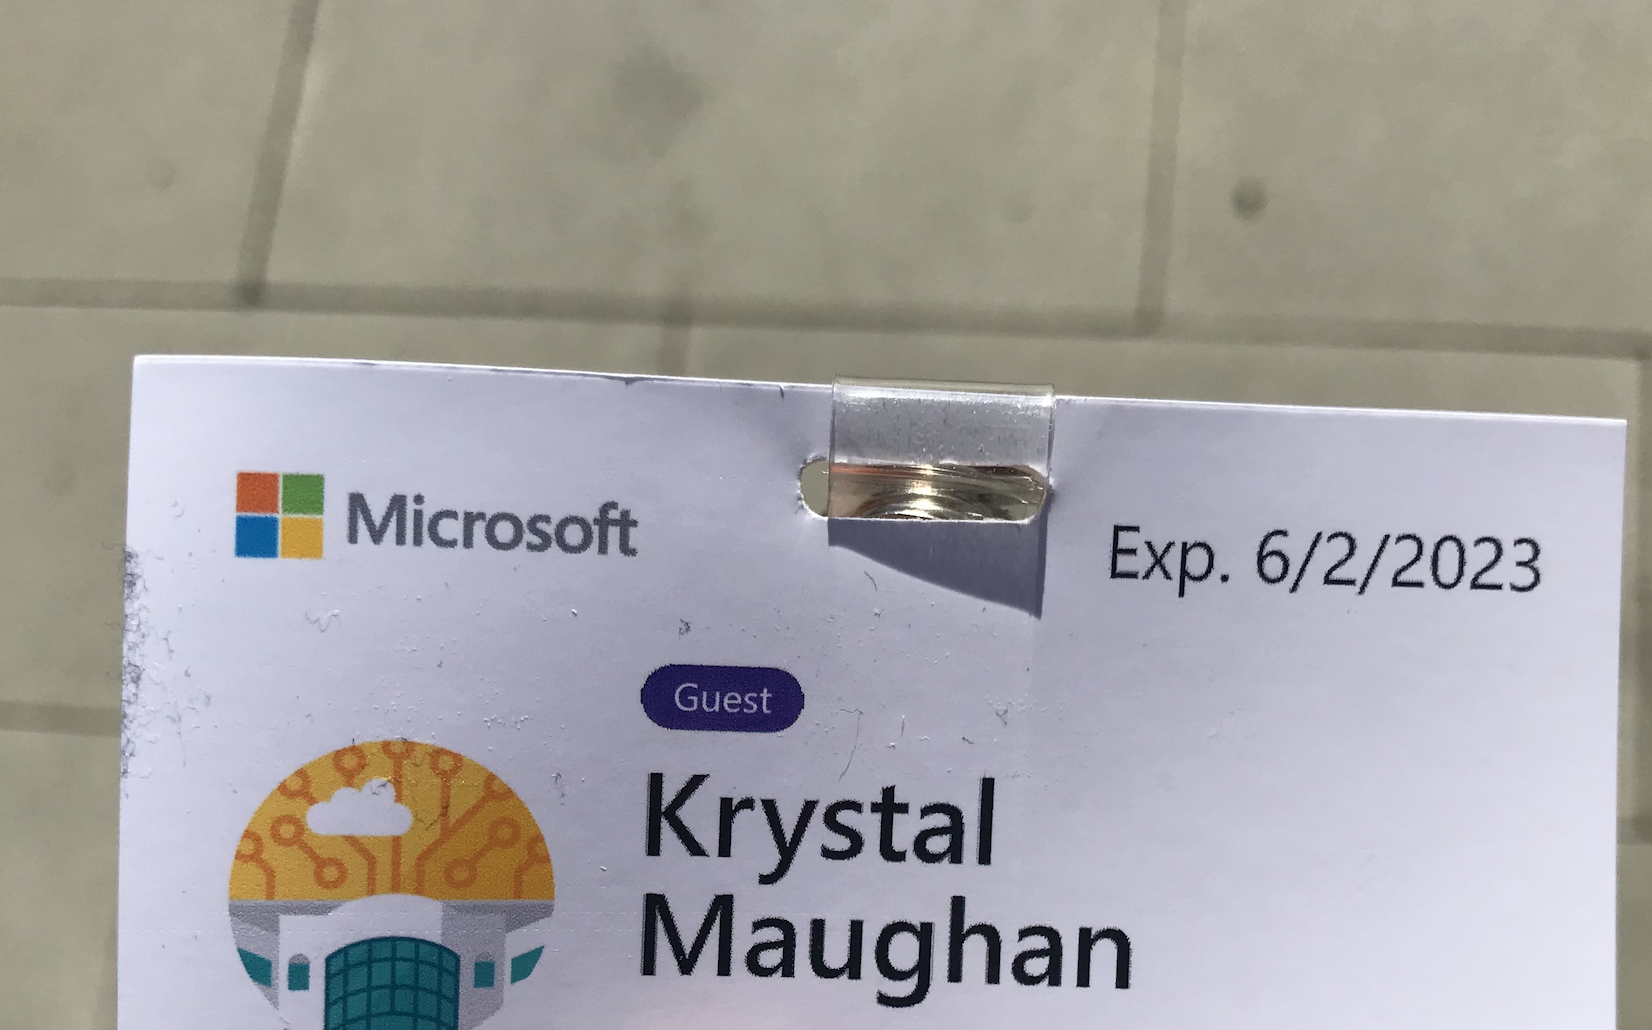 Microsoft
Exp. 6/2/2023
Guest
Krystal
Maughan